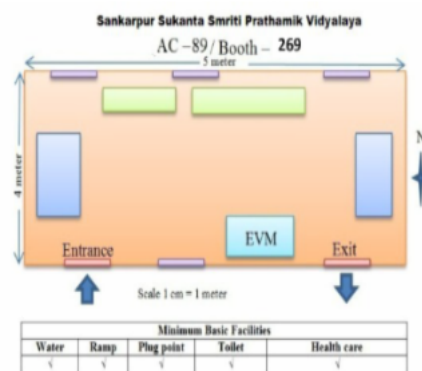 Sankarpur Sukanta Smriti Prathamik Vidyalaya
AC –89/ Booth – 269
5 meter
4 meter
N
EVM
Entrance
Exit
Scale 1 cm = 1 meter
Minimum Basic Facilities
Water Ramp Plug point Toilet Health care
√ √ √ √ √